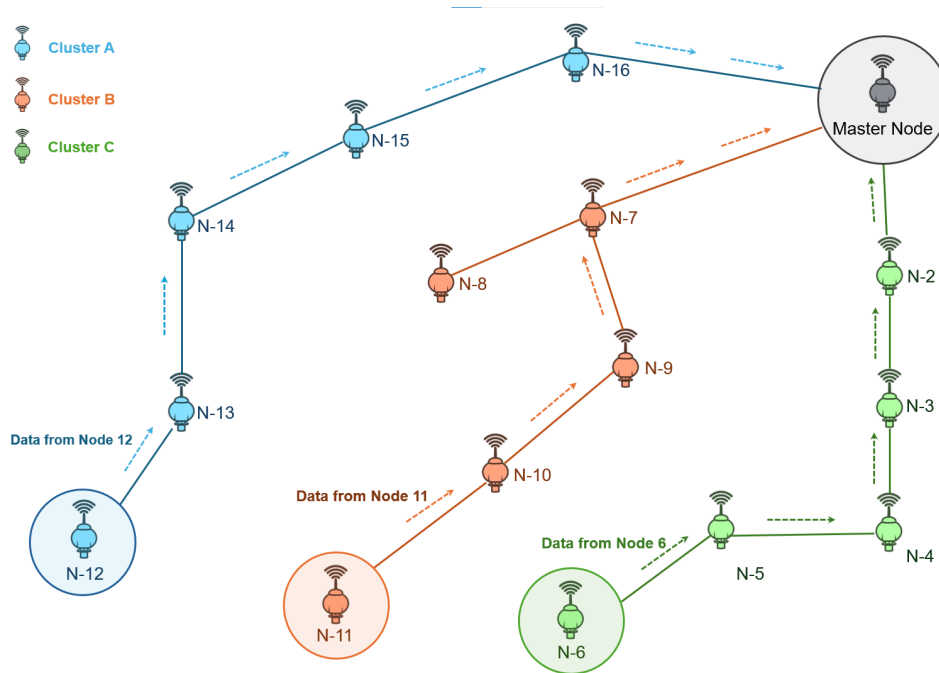 Cluster A
Cluster B
Cluster C
N-16
Master Node
N-15
N-14
N-7
N-8
N-2
N-9
N-3
N-13
Data from Node 12
N-10
Data from Node 11
Data from Node 6
N-4
N-5
N-12
N-11
N-6